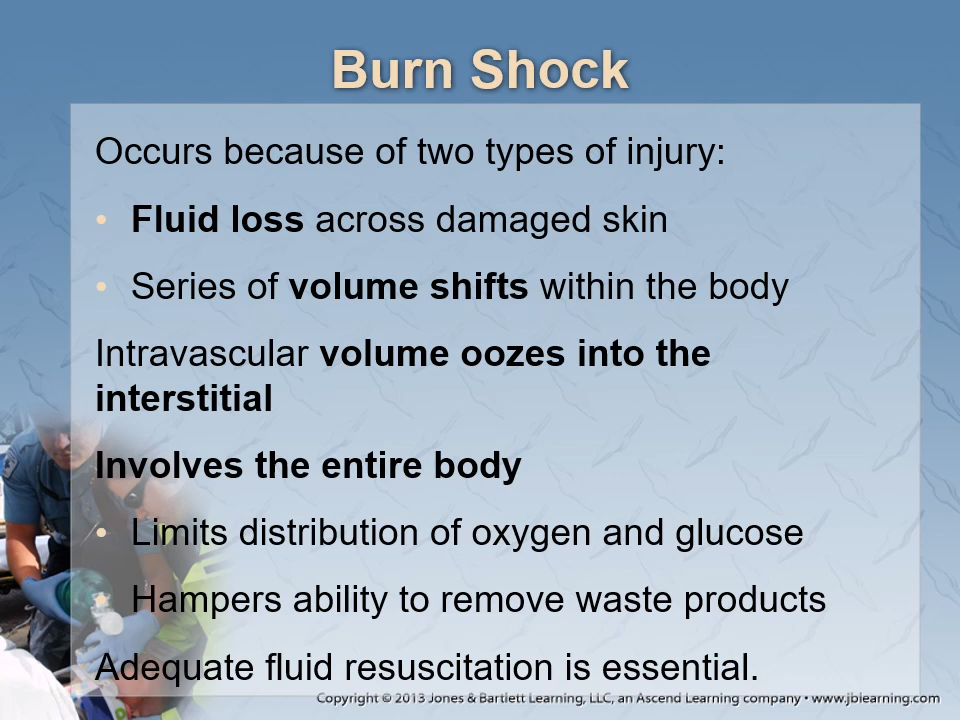 Burn Shock
Occurs because of two types of injury:
• Fluid loss across damaged skin
• Series of volume shifts within the body
Intravascular volume oozes into the
interstitial
Involves the entire body
• Limits distribution of oxygen and glucose
• Hampers ability to remove waste products
Adequate fluid resuscitation is essential.
Copyright © 2013 Jones & Bartlett Learning, LLC, an Ascend Learning company • www.jblearning.com